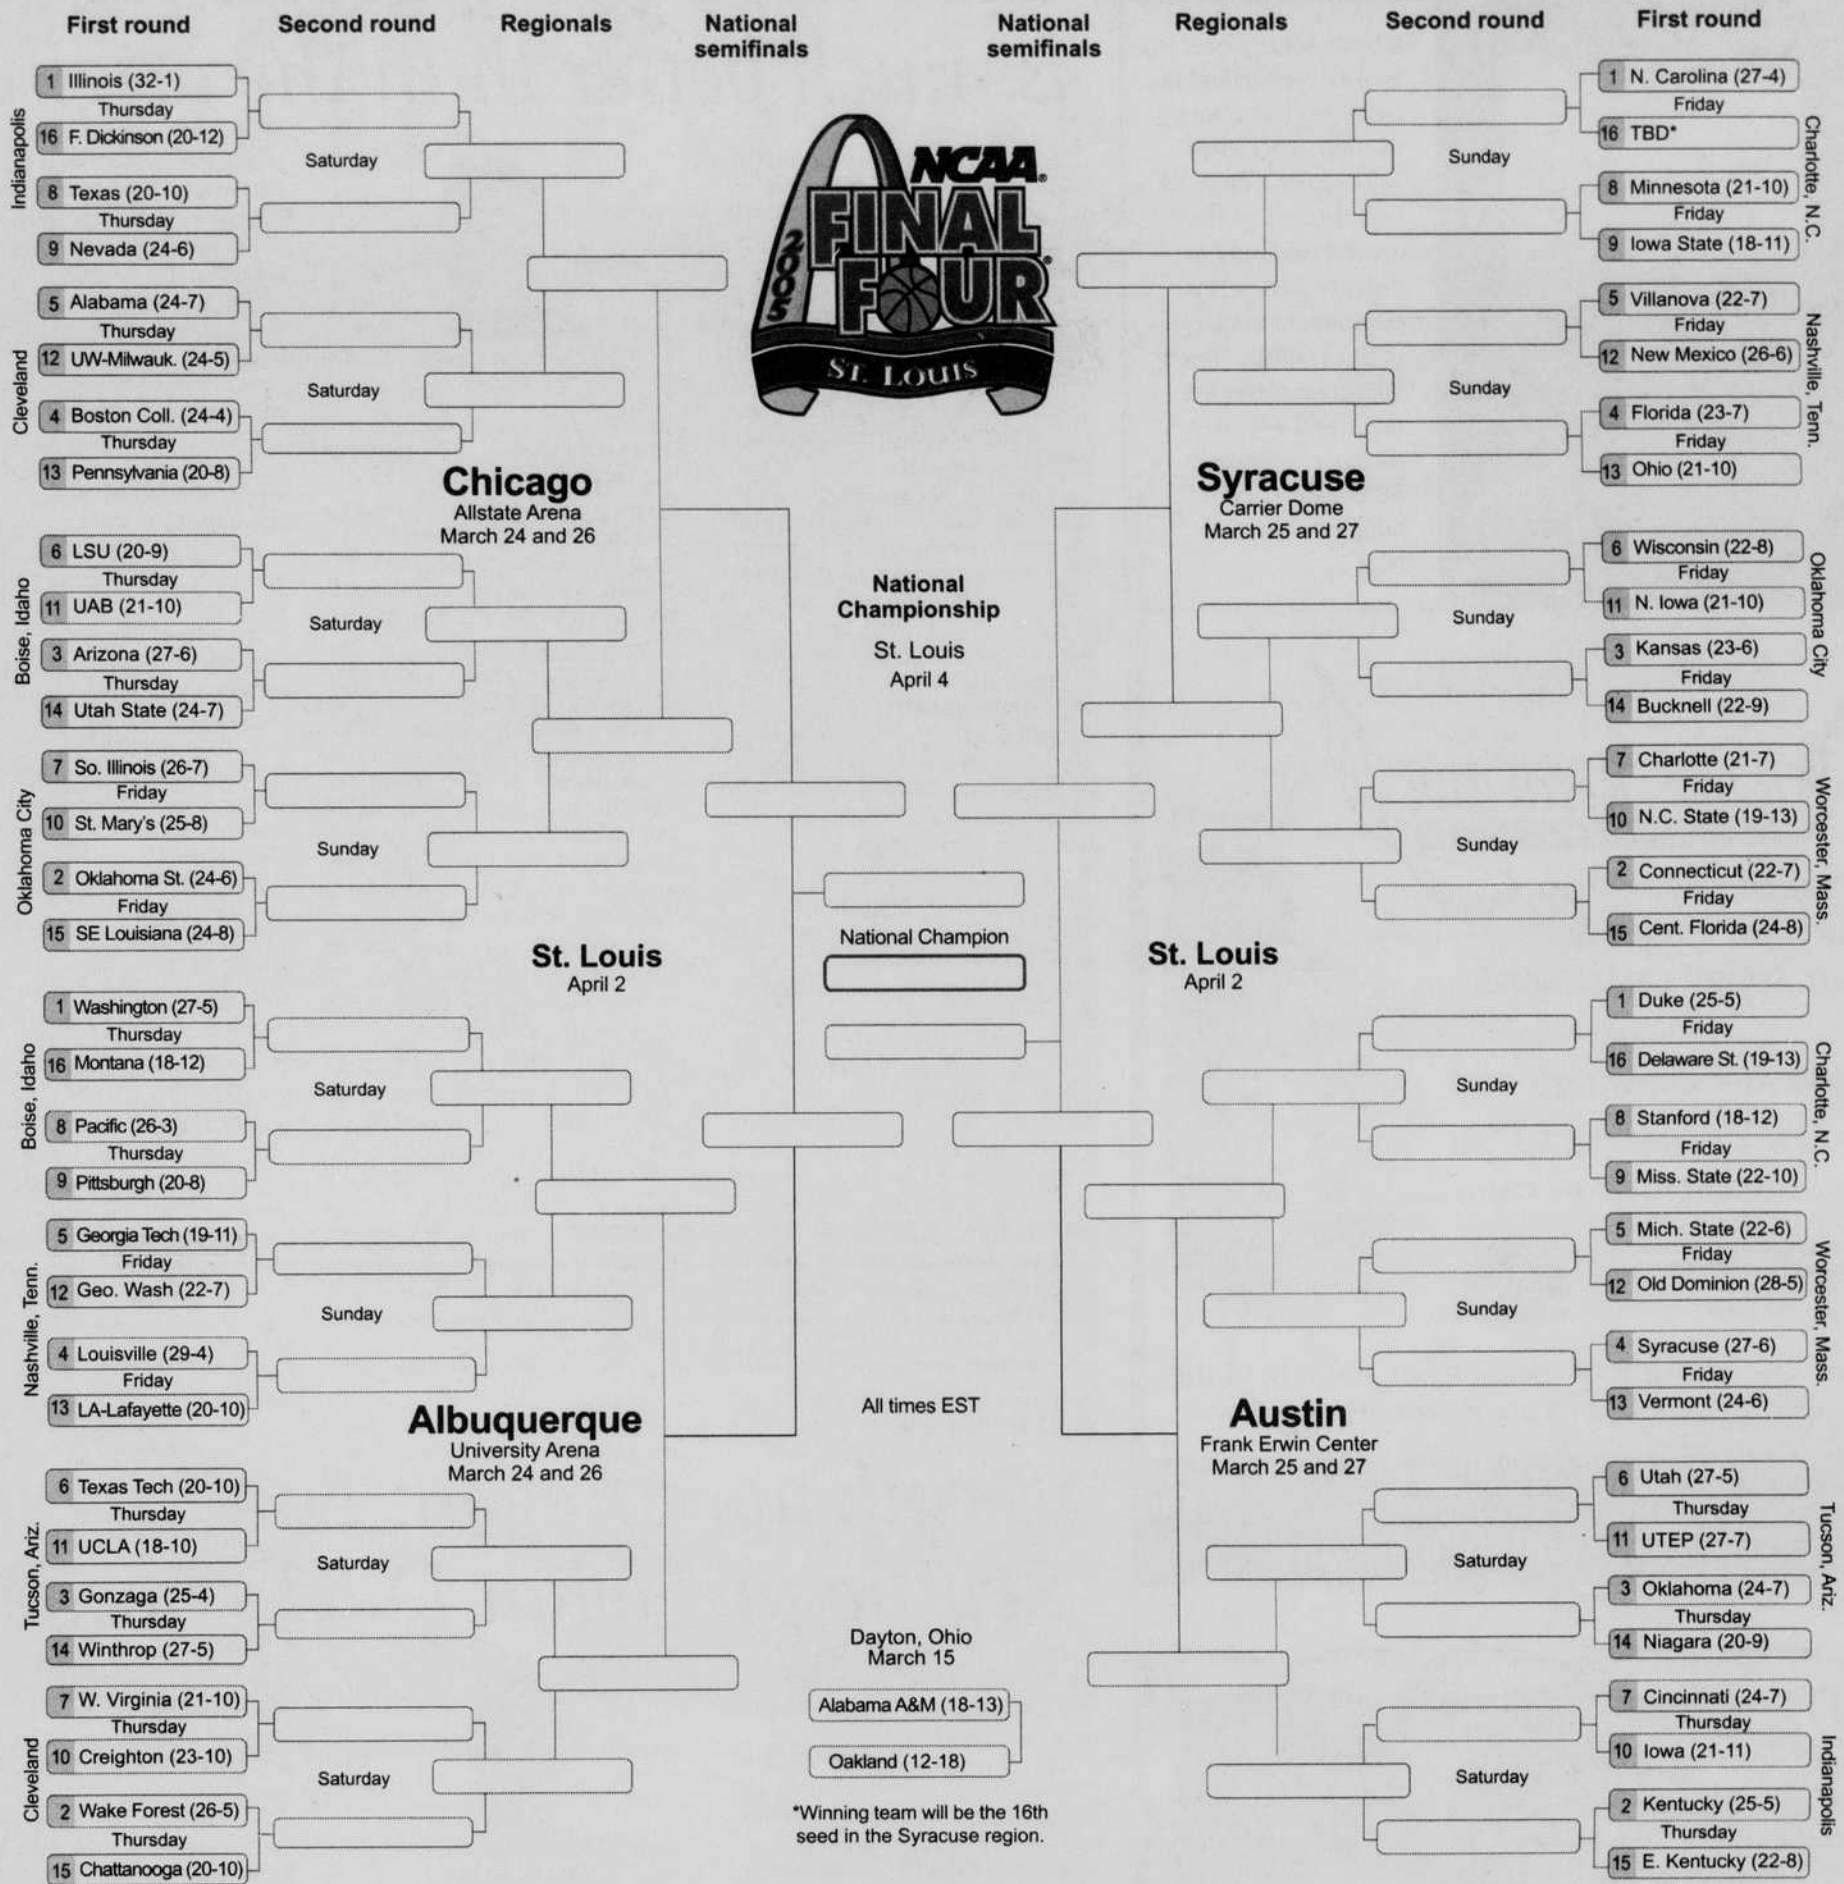 First round
Second round
Regionals
National
semifinals
National
semifinals
Regionals
Second round
First round
Indianapolis
1 Illinois (32-1)
Thursday
16 F. Dickinson (20-12)
Saturday
8 Texas (20-10)
Thursday
9 Nevada (24-6)
Cleveland
5 Alabama (24-7)
Thursday
12 UW-Milwauk. (24-5)
Saturday
4 Boston Coll. (24-4)
Thursday
13 Pennsylvania (20-8)
Chicago
Allstate Arena
March 24 and 26
Boise, Idaho
6 LSU (20-9)
Thursday
11 UAB (21-10)
Saturday
3 Arizona (27-6)
Thursday
14 Utah State (24-7)
Oklahoma City
7 So. Illinois (26-7)
Friday
10 St. Mary's (25-8)
Sunday
2 Oklahoma St. (24-6)
Friday
15 SE Louisiana (24-8)
St. Louis
April 2
Boise, Idaho
1 Washington (27-5)
Thursday
16 Montana (18-12)
Saturday
8 Pacific (26-3)
Thursday
9 Pittsburgh (20-8)
Nashville, Tenn.
5 Georgia Tech (19-11)
Friday
12 Geo. Wash (22-7)
Sunday
4 Louisville (29-4)
Friday
13 LA-Lafayette (20-10)
Albuquerque
University Arena
March 24 and 26
Tucson, Ariz.
6 Texas Tech (20-10)
Thursday
11 UCLA (18-10)
Saturday
3 Gonzaga (25-4)
Thursday
14 Winthrop (27-5)
Cleveland
7 W. Virginia (21-10)
Thursday
10 Creighton (23-10)
Saturday
2 Wake Forest (26-5)
Thursday
15 Chattanooga (20-10)
NCAA®
2005
FINAL
FOUR®
ST. LOUIS
National
Championship
St. Louis
April 4
National Champion
All times EST
Dayton, Ohio
March 15
Alabama A&M (18-13)
Oakland (12-18)
*Winning team will be the 16th
seed in the Syracuse region.
1 N. Carolina (27-4)
Friday
16 TBD*
Charlotte, N.C.
Sunday
8 Minnesota (21-10)
Friday
9 Iowa State (18-11)
5 Villanova (22-7)
Friday
12 New Mexico (26-6)
Nashville, Tenn.
Sunday
4 Florida (23-7)
Friday
13 Ohio (21-10)
Syracuse
Carrier Dome
March 25 and 27
6 Wisconsin (22-8)
Friday
11 N. Iowa (21-10)
Oklahoma City
Sunday
3 Kansas (23-6)
Friday
14 Bucknell (22-9)
7 Charlotte (21-7)
Friday
10 N.C. State (19-13)
Worcester, Mass.
Sunday
2 Connecticut (22-7)
Friday
15 Cent. Florida (24-8)
St. Louis
April 2
1 Duke (25-5)
Friday
16 Delaware St. (19-13)
Charlotte, N.C.
Sunday
8 Stanford (18-12)
Friday
9 Miss. State (22-10)
5 Mich. State (22-6)
Friday
12 Old Dominion (28-5)
Worcester, Mass.
Sunday
4 Syracuse (27-6)
Friday
13 Vermont (24-6)
Austin
Frank Erwin Center
March 25 and 27
6 Utah (27-5)
Thursday
11 UTEP (27-7)
Tucson, Ariz.
Saturday
3 Oklahoma (24-7)
Thursday
14 Niagara (20-9)
7 Cincinnati (24-7)
Thursday
10 Iowa (21-11)
Indianapolis
Saturday
2 Kentucky (25-5)
Thursday
15 E. Kentucky (22-8)